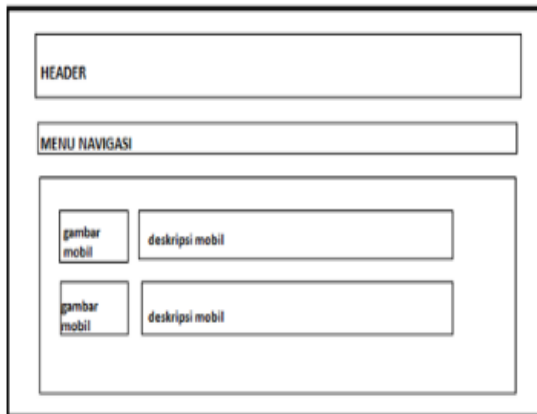 HEADER
MENU NAVIGASI
gambar
mobil
deskripsi mobil
gambar
mobil
deskripsi mobil